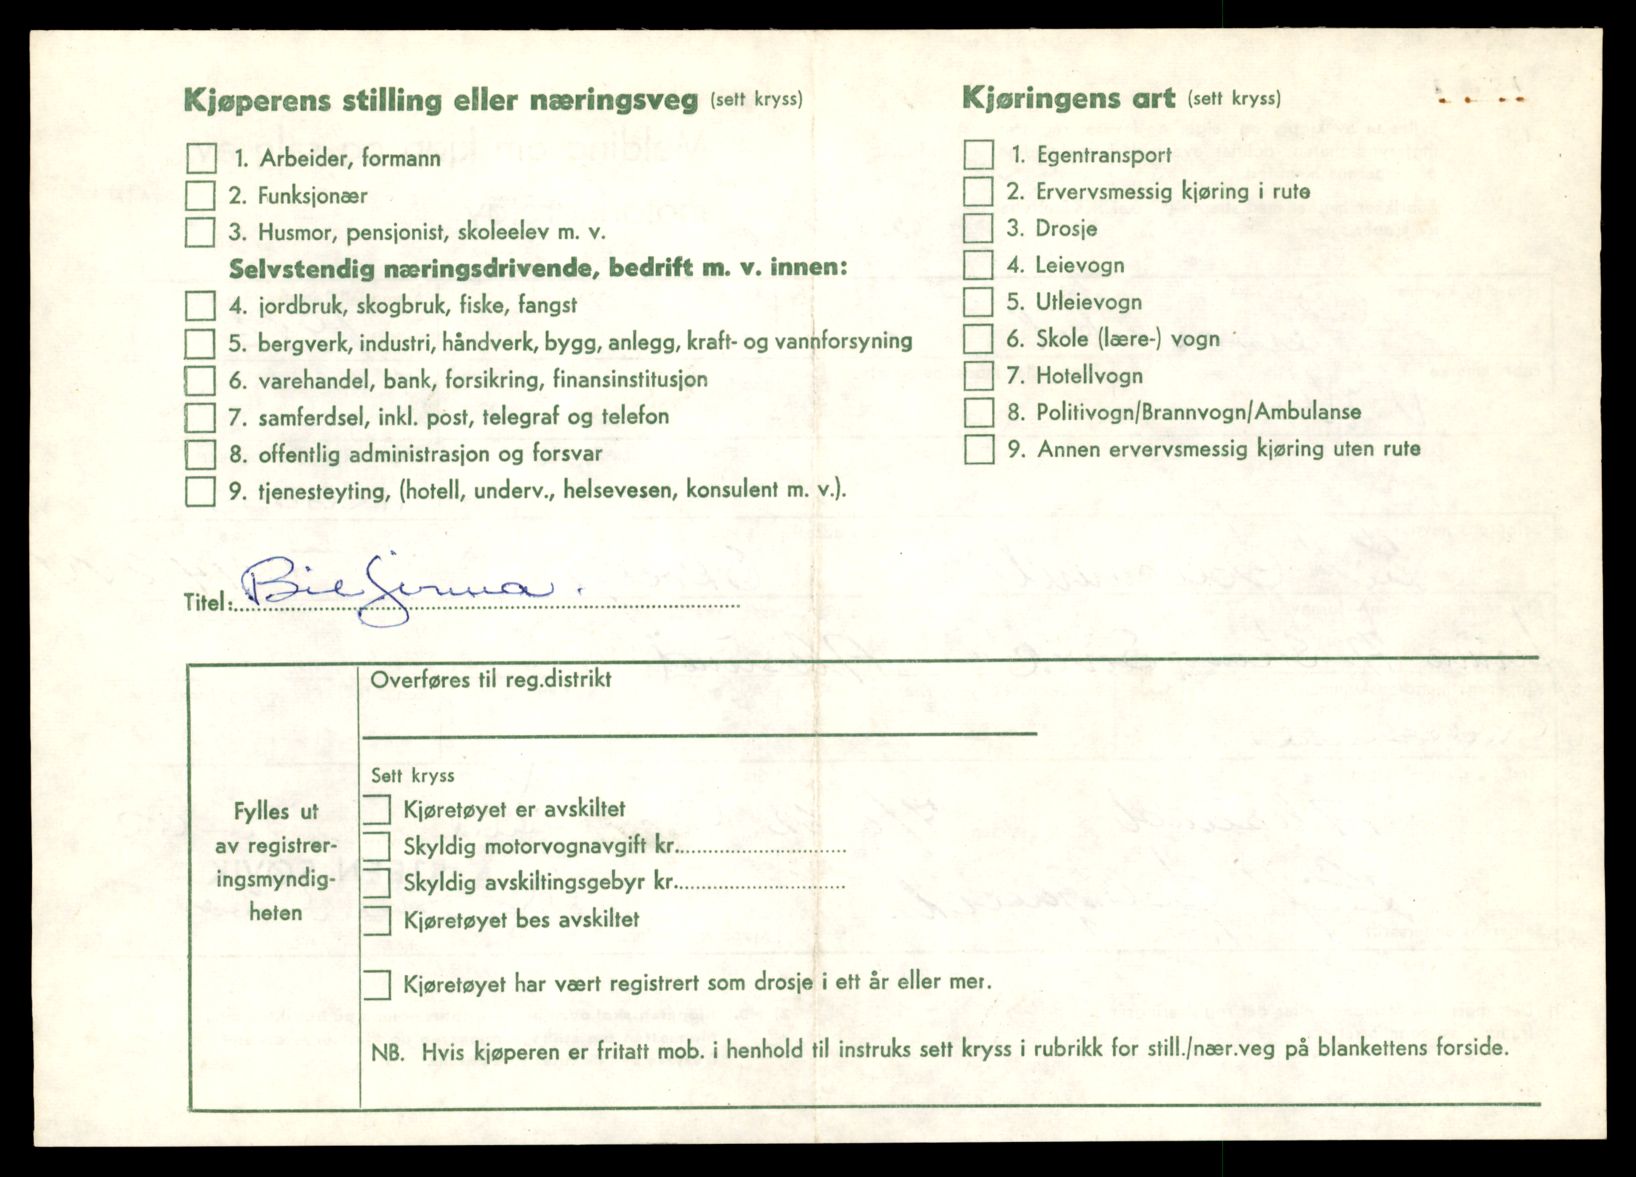 Kjøperens stilling eller næringsveg (sett kryss)
1. Arbeider, formann
2. Funksjonær
3. Husmor, pensjonist, skoleelev m. v.
Selvstendig næringsdrivende, bedrift m. v. innen:
4. jordbruk, skogbruk, fiske, fangst
5. bergverk, industri, håndverk, bygg, anlegg, kraft- og vannforsyning
6. varehandel, bank, forsikring, finansinstitusjon
7. samferdsel, inkl. post, telegraf og telefon
8. offentlig administrasjon og forsvar
9. tjenesteyting, (hotell, underv., helsevesen, konsulent m. v.).
Kjøringens art (sett kryss)
1. Egentransport
2. Ervervsmessig kjøring i rute
3. Drosje
4. Leievogn
5. Utleievogn
6. Skole (lære-) vogn
7. Hotellvogn
8. Politivogn/Brannvogn/Ambulanse
9. Annen ervervsmessig kjøring uten rute
Titel: Bilfirma.
Fylles ut
av registrer-
ingsmyndig-
heten
Overføres til reg.distrikt
Sett kryss
Kjøretøyet er avskiltet
Skyldig motorvognavgift kr.
Skyldig avskiltingsgebyr kr.
Kjøretøyet bes avskiltet
Kjøretøyet har vært registrert som drosje i ett år eller mer.
NB. Hvis kjøperen er fritatt mob. i henhold til instruks sett kryss i rubrikk for still./nær.veg på blankettens forside.